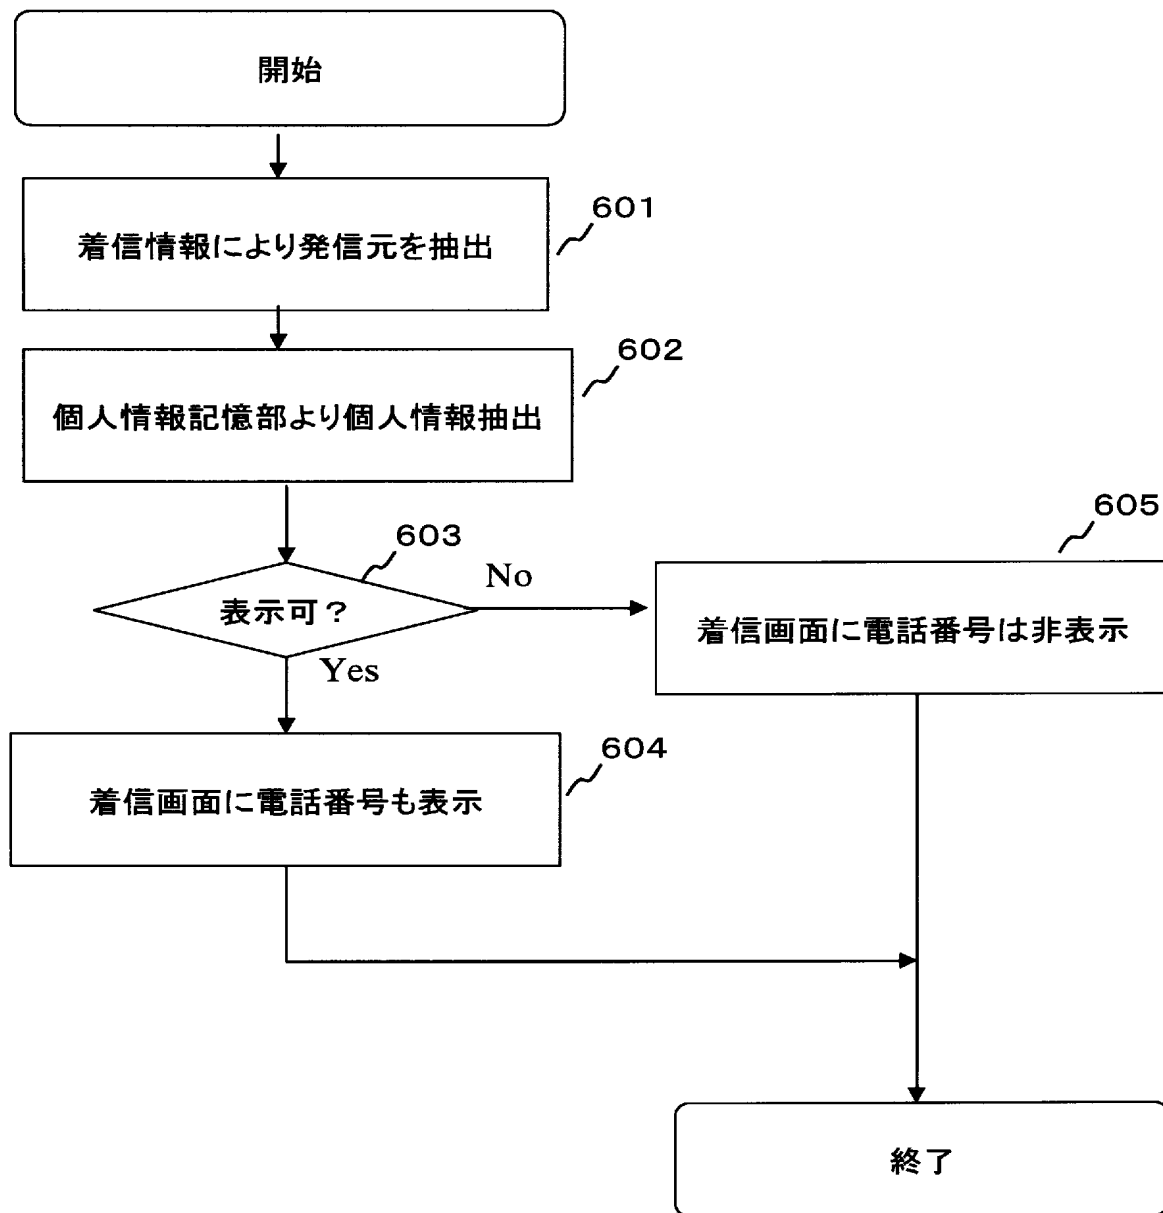 開始
601
着信情報により発信元を抽出
602
個人情報記憶部より個人情報抽出
603
表示可？
No
Yes
605
着信画面に電話番号は非表示
604
着信画面に電話番号も表示
終了